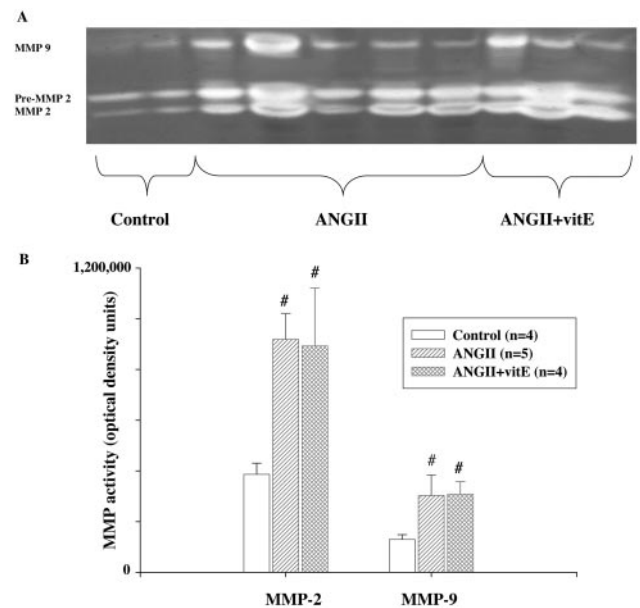 A
MMP 9
Pre-MMP 2
MMP 2
Control ANGII ANGII+vitE
B
1,200,000
MMP activity (optical density units)
# #
Control (n=4)
ANGII (n=5)
ANGII+vitE (n=4)
# #
0
MMP-2 MMP-9